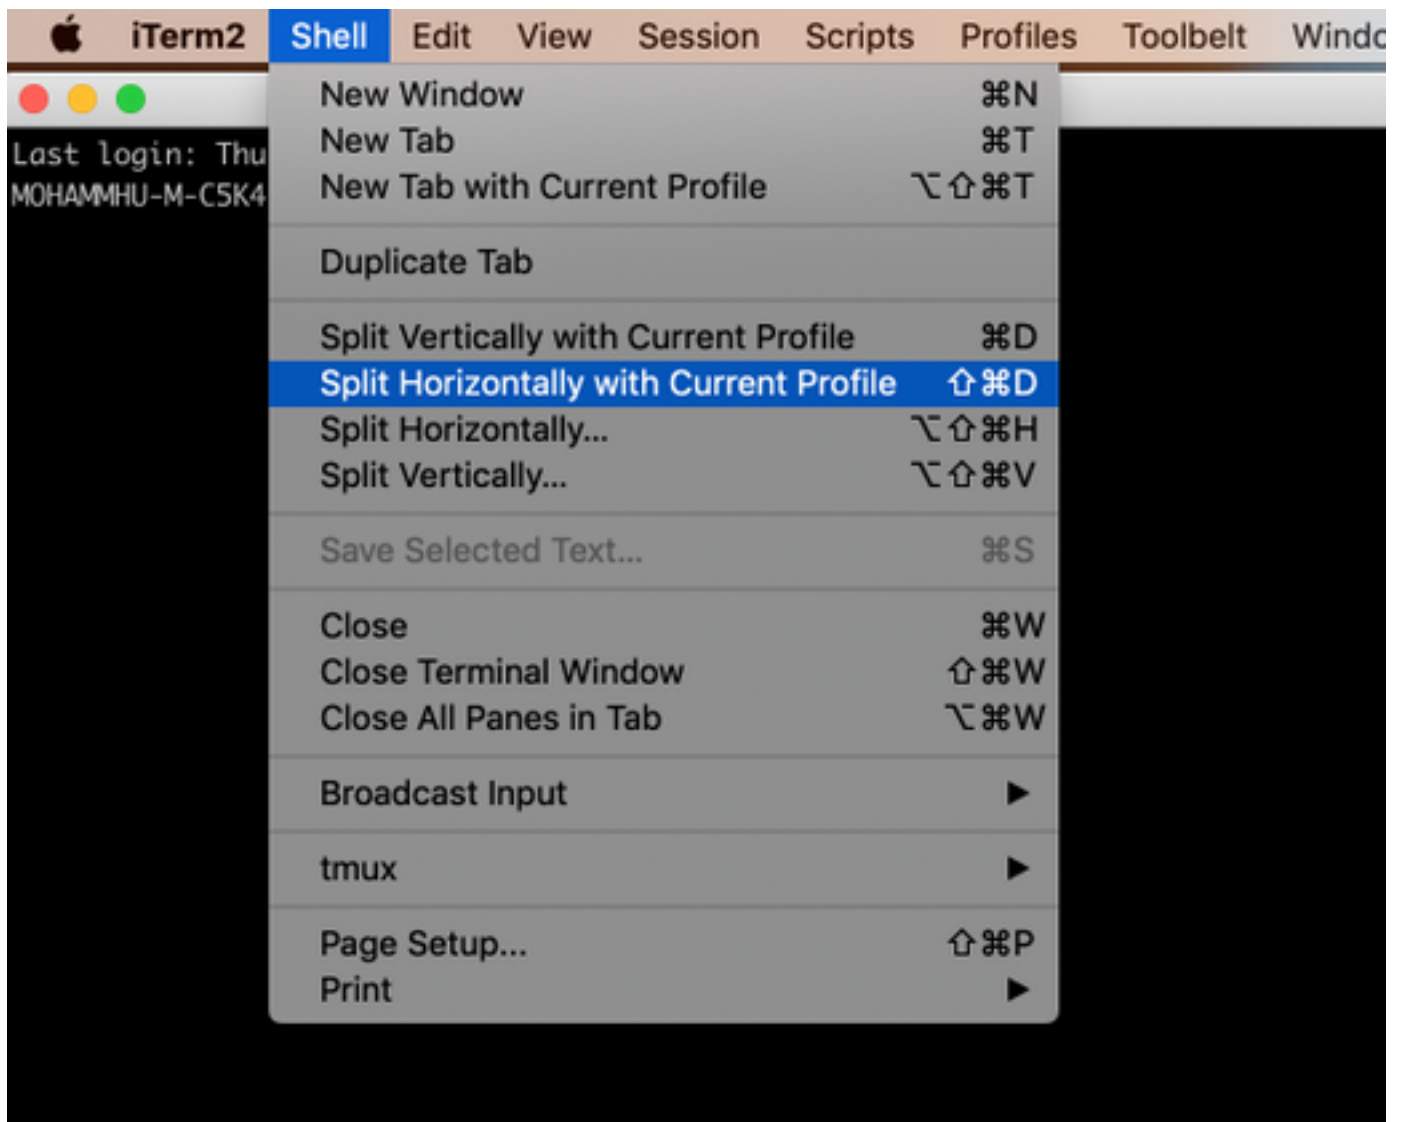 iTerm2 Shell Edit View Session Scripts Profiles Toolbelt Windo
Last login: Thu
MOHAMMHU-M-C5K4
New Window ⌘N
New Tab ⌘T
New Tab with Current Profile ⌥⇧⌘T
Duplicate Tab
Split Vertically with Current Profile ⌘D
Split Horizontally with Current Profile ⇧⌘D
Split Horizontally... ⌥⇧⌘H
Split Vertically... ⌥⇧⌘V
Save Selected Text... ⌘S
Close ⌘W
Close Terminal Window ⇧⌘W
Close All Panes in Tab ⌥⌘W
Broadcast Input ▶
tmux ▶
Page Setup... ⇧⌘P
Print ▶